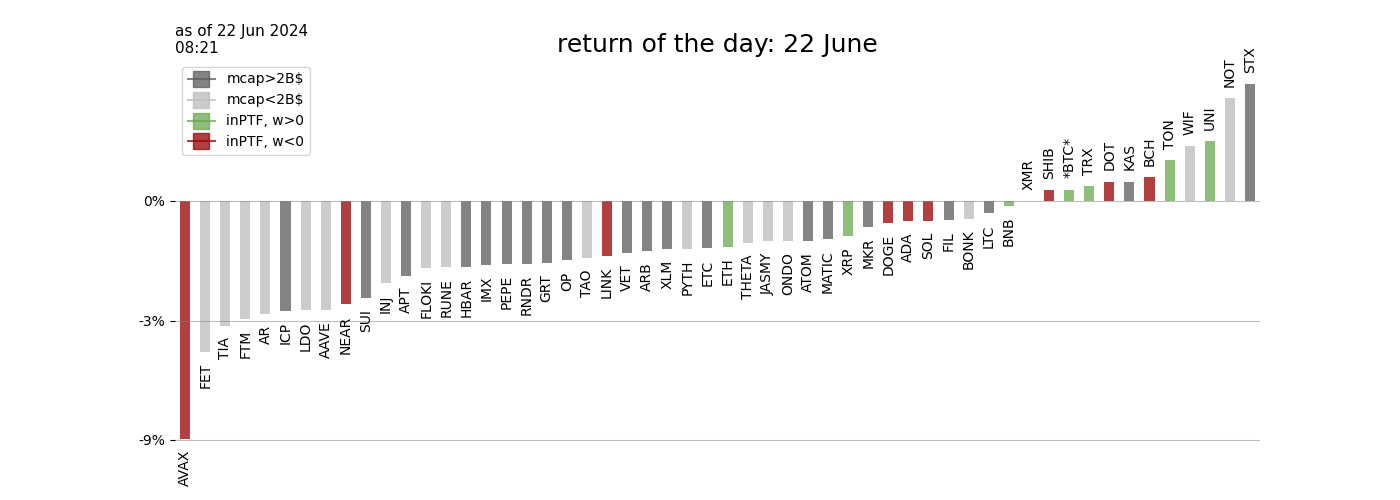 as of 22 Jun 2024
08:21
return of the day: 22 June
mcap>2B$
mcap<2B$
inPTF, w>0
inPTF, w<0
0%
-3%
-9%
AVAX
FET
TIA
FTM
AR
ICP
LDO
AAVE
NEAR
SUI
INJ
APT
FLOKI
RUNE
HBAR
IMX
PEPE
RNDR
GRT
OP
TAO
LINK
VET
ARB
XLM
PYTH
ETC
ETH
THETA
JASMY
ONDO
ATOM
MATIC
XRP
MKR
DOGE
ADA
SOL
FIL
BONK
LTC
BNB
XMR
SHIB
*BTC*
TRX
DOT
KAS
BCH
TON
WIF
UNI
NOT
STX